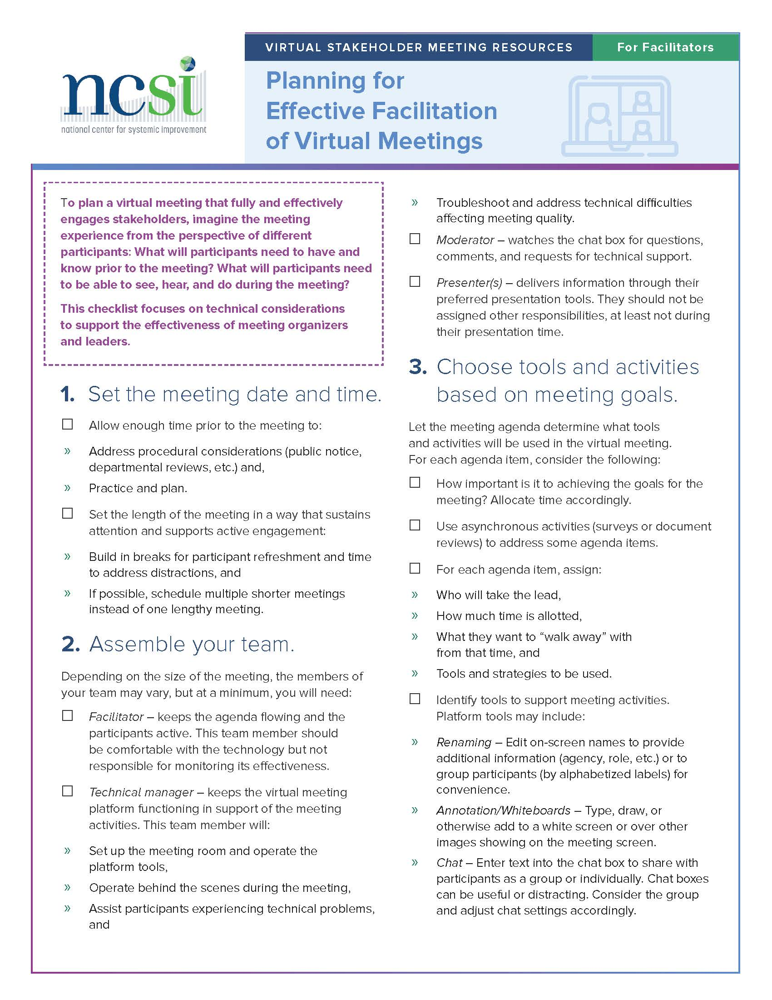 ncsi
national center for systemic improvement
VIRTUAL STAKEHOLDER MEETING RESOURCES
For Facilitators
Planning for
Effective Facilitation
of Virtual Meetings
To plan a virtual meeting that fully and effectively
engages stakeholders, imagine the meeting
experience from the perspective of different
participants: What will participants need to have and
know prior to the meeting? What will participants need
to be able to see, hear, and do during the meeting?
This checklist focuses on technical considerations
to support the effectiveness of meeting organizers
and leaders.
1. Set the meeting date and time.
☐ Allow enough time prior to the meeting to:
» Address procedural considerations (public notice,
departmental reviews, etc.) and,
» Practice and plan.
☐ Set the length of the meeting in a way that sustains
attention and supports active engagement:
» Build in breaks for participant refreshment and time
to address distractions, and
» If possible, schedule multiple shorter meetings
instead of one lengthy meeting.
2. Assemble your team.
Depending on the size of the meeting, the members of
your team may vary, but at a minimum, you will need:
☐ Facilitator – keeps the agenda flowing and the
participants active. This team member should
be comfortable with the technology but not
responsible for monitoring its effectiveness.
☐ Technical manager – keeps the virtual meeting
platform functioning in support of the meeting
activities. This team member will:
» Set up the meeting room and operate the
platform tools,
» Operate behind the scenes during the meeting,
» Assist participants experiencing technical problems,
and
» Troubleshoot and address technical difficulties
affecting meeting quality.
☐ Moderator – watches the chat box for questions,
comments, and requests for technical support.
☐ Presenter(s) – delivers information through their
preferred presentation tools. They should not be
assigned other responsibilities, at least not during
their presentation time.
3. Choose tools and activities
based on meeting goals.
Let the meeting agenda determine what tools
and activities will be used in the virtual meeting.
For each agenda item, consider the following:
☐ How important is it to achieving the goals for the
meeting? Allocate time accordingly.
☐ Use asynchronous activities (surveys or document
reviews) to address some agenda items.
☐ For each agenda item, assign:
» Who will take the lead,
» How much time is allotted,
» What they want to “walk away” with
from that time, and
» Tools and strategies to be used.
☐ Identify tools to support meeting activities.
Platform tools may include:
» Renaming – Edit on-screen names to provide
additional information (agency, role, etc.) or to
group participants (by alphabetized labels) for
convenience.
» Annotation/Whiteboards – Type, draw, or
otherwise add to a white screen or over other
images showing on the meeting screen.
» Chat – Enter text into the chat box to share with
participants as a group or individually. Chat boxes
can be useful or distracting. Consider the group
and adjust chat settings accordingly.